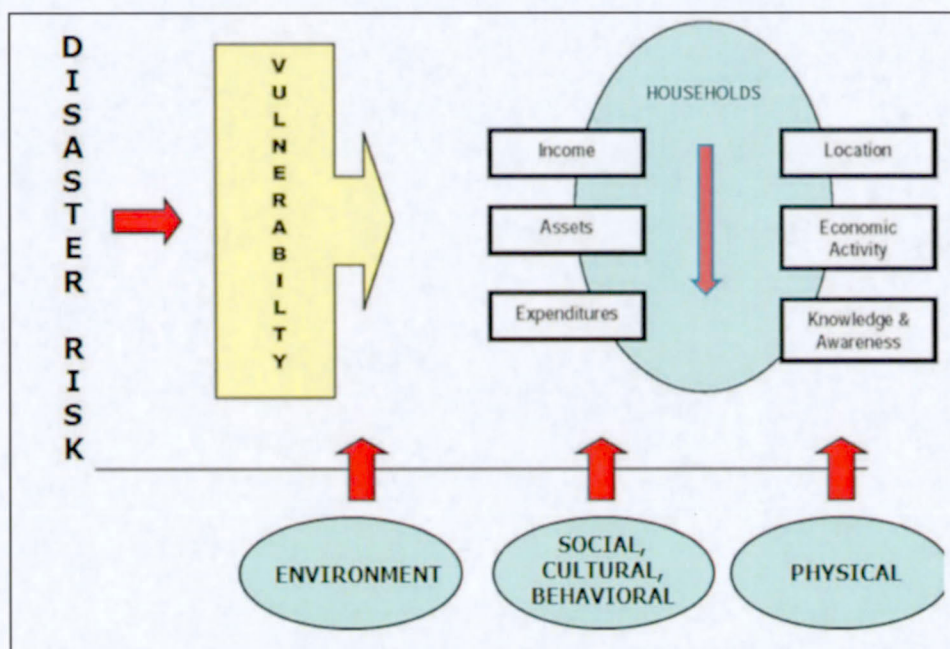 DISASTER RISK
VULNERABILTY
HOUSEHOLDS
Income
Location
Assets
Economic
Activity
Expenditures
Knowledge &
Awareness
ENVIRONMENT
SOCIAL,
CULTURAL,
BEHAVIORAL
PHYSICAL